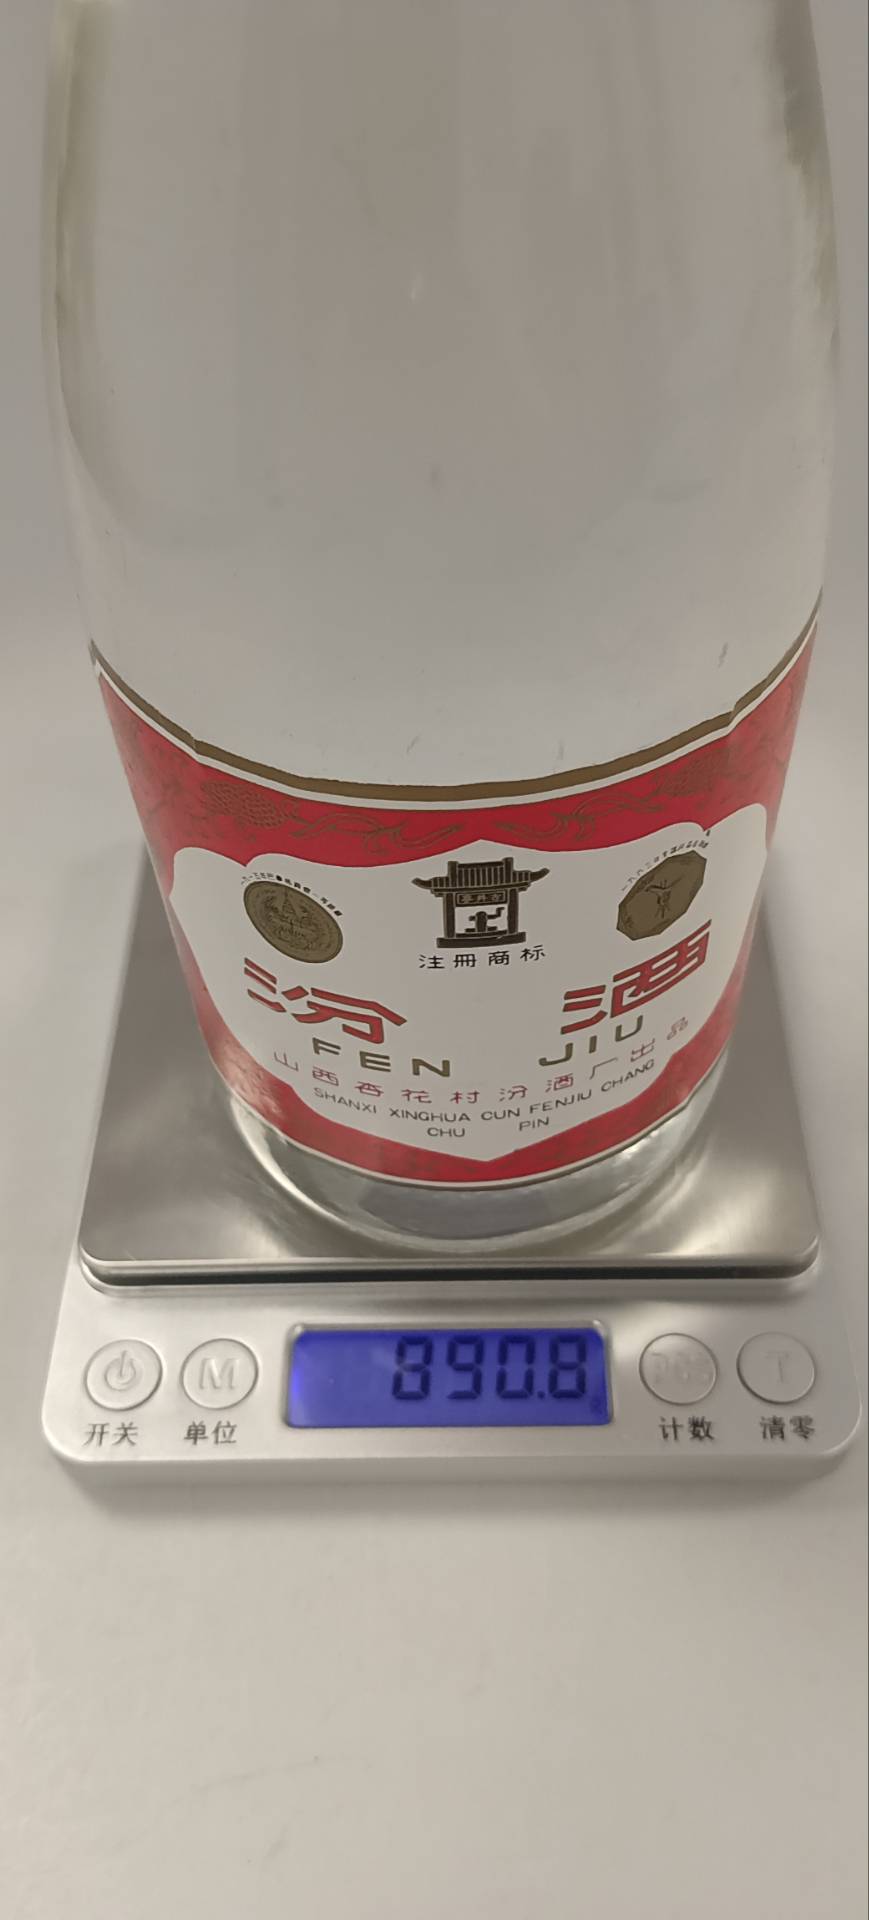 注册商标
汾酒
FEN JIU
山西杏花村汾酒厂出品
SHANXI XINGHUA CUN FENJIU CHANG
CHU PIN
890.8
M
T
开关
单位
计数
清零